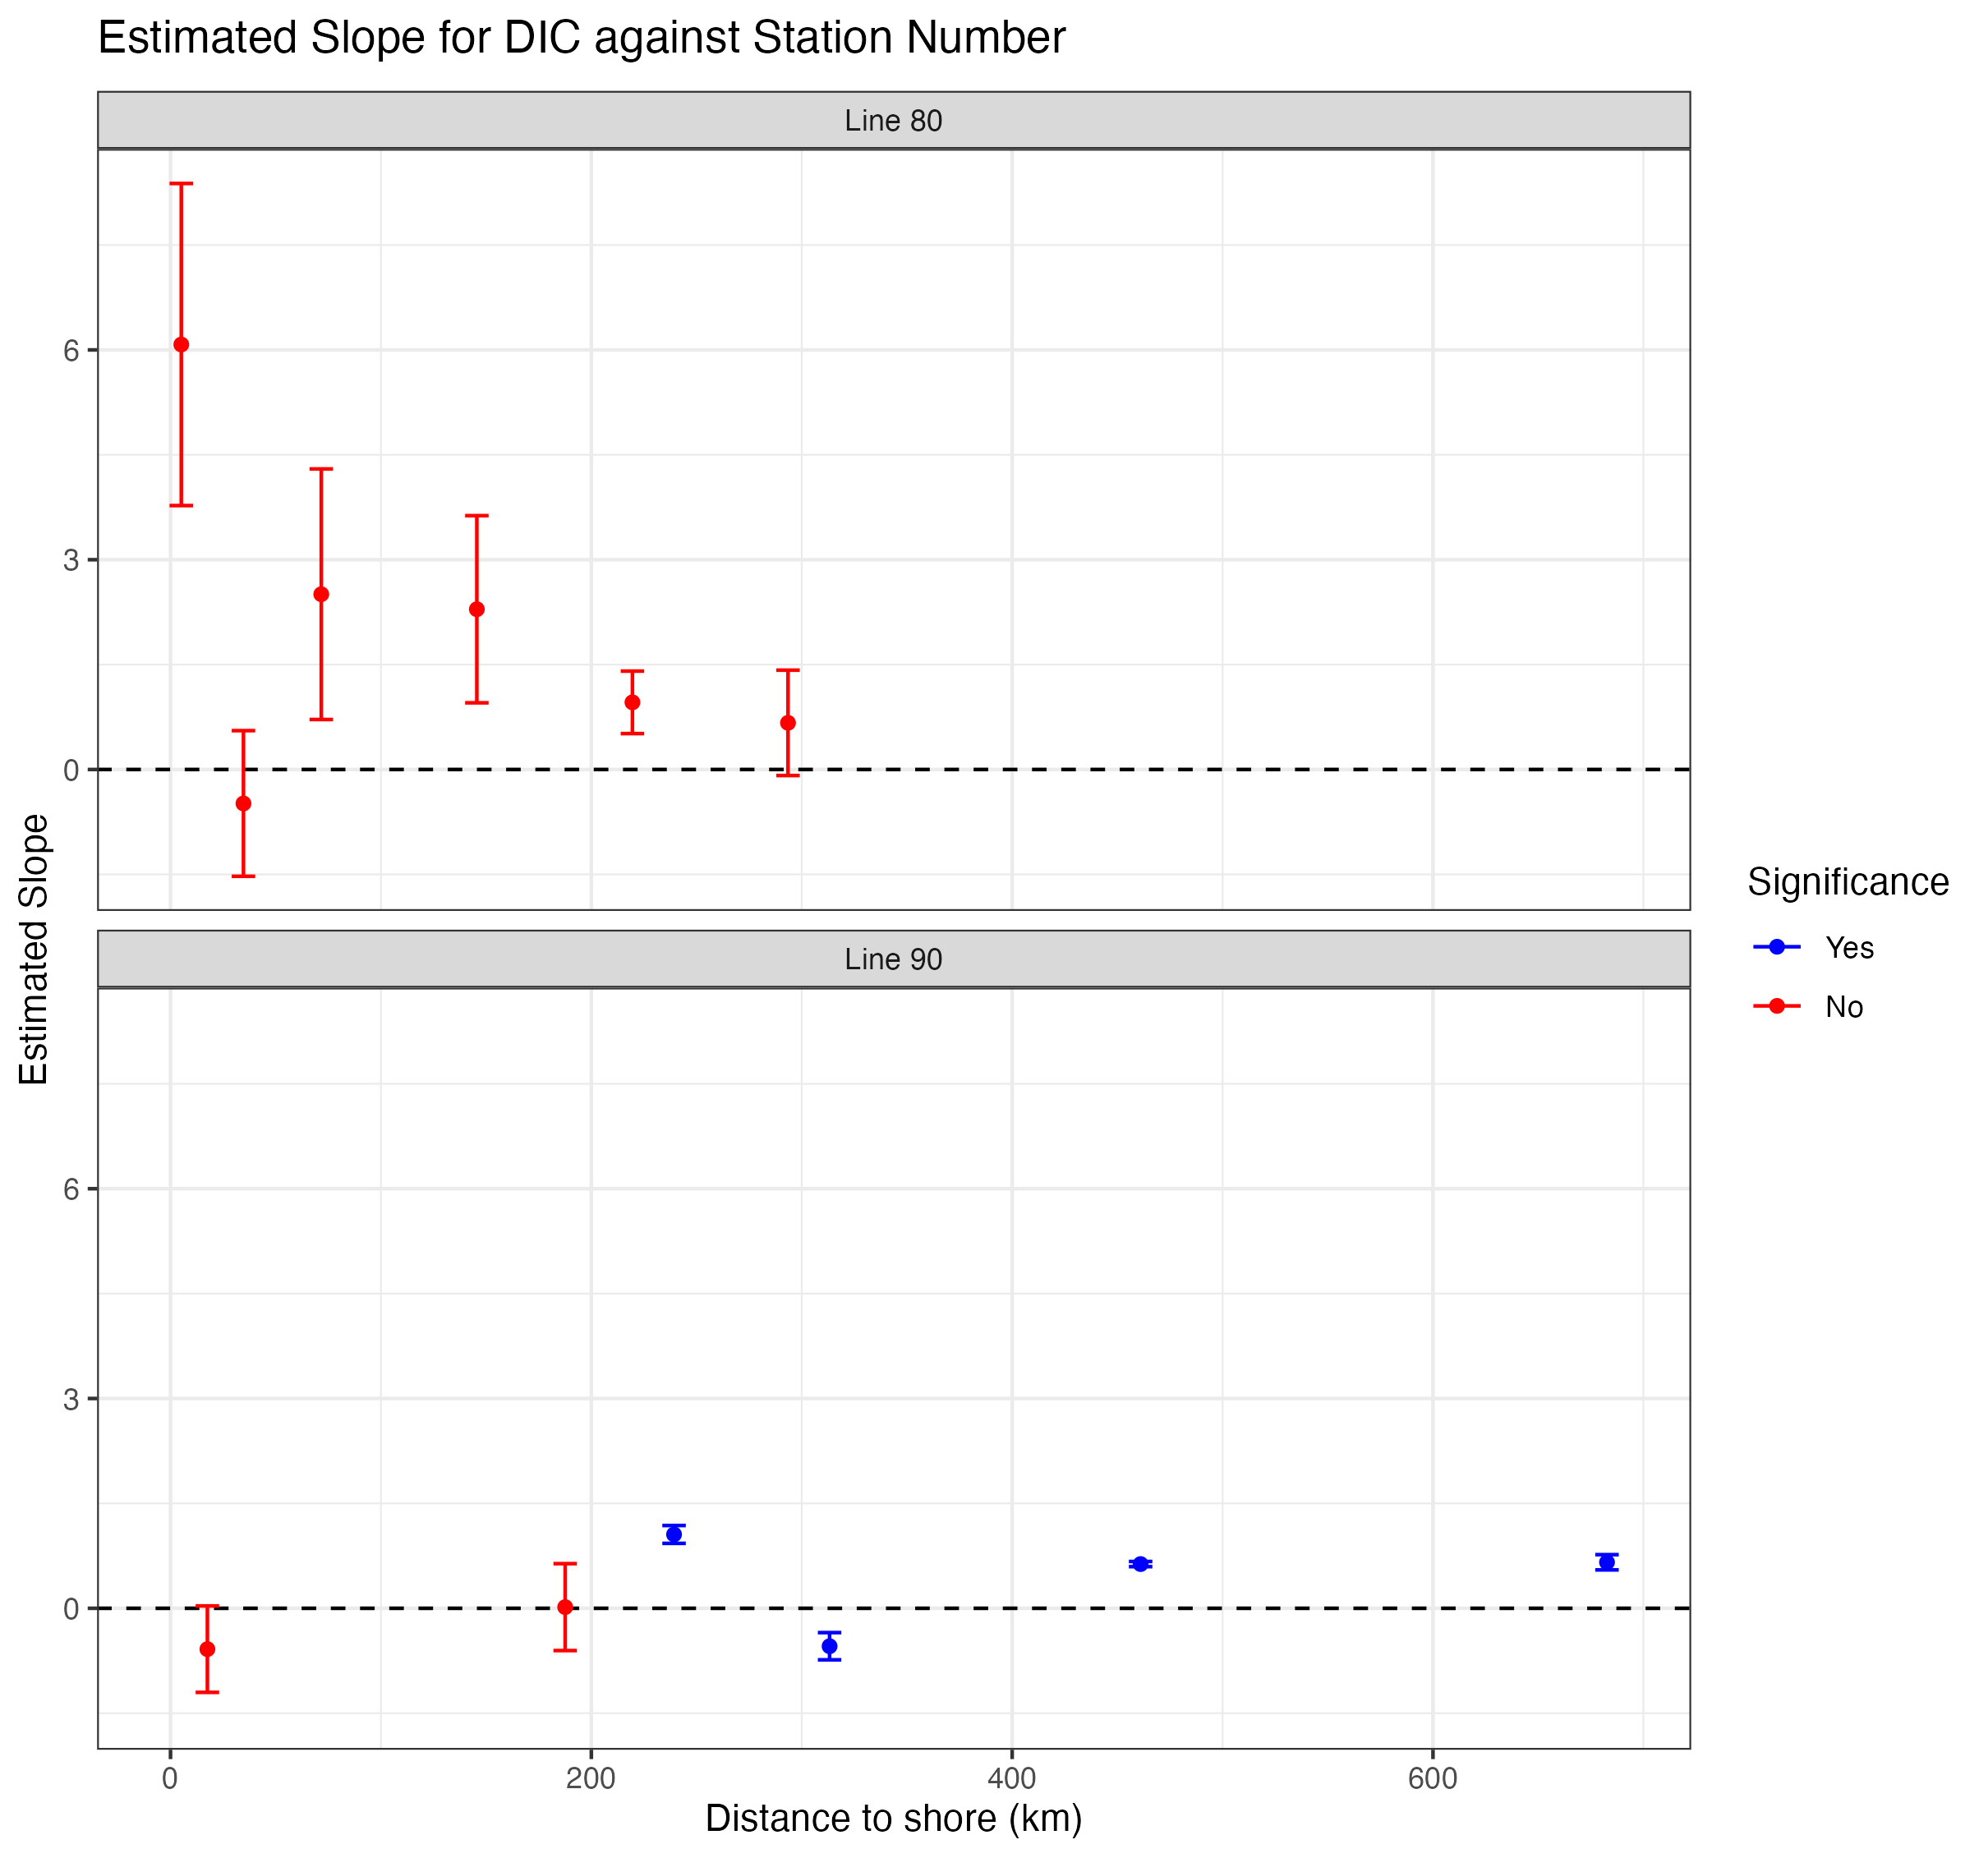 Estimated Slope for DIC against Station Number
Line 80
6
3
0
Estimated Slope
Line 90
6
3
0
0
200
400
600
Distance to shore (km)
Significance
Yes
No